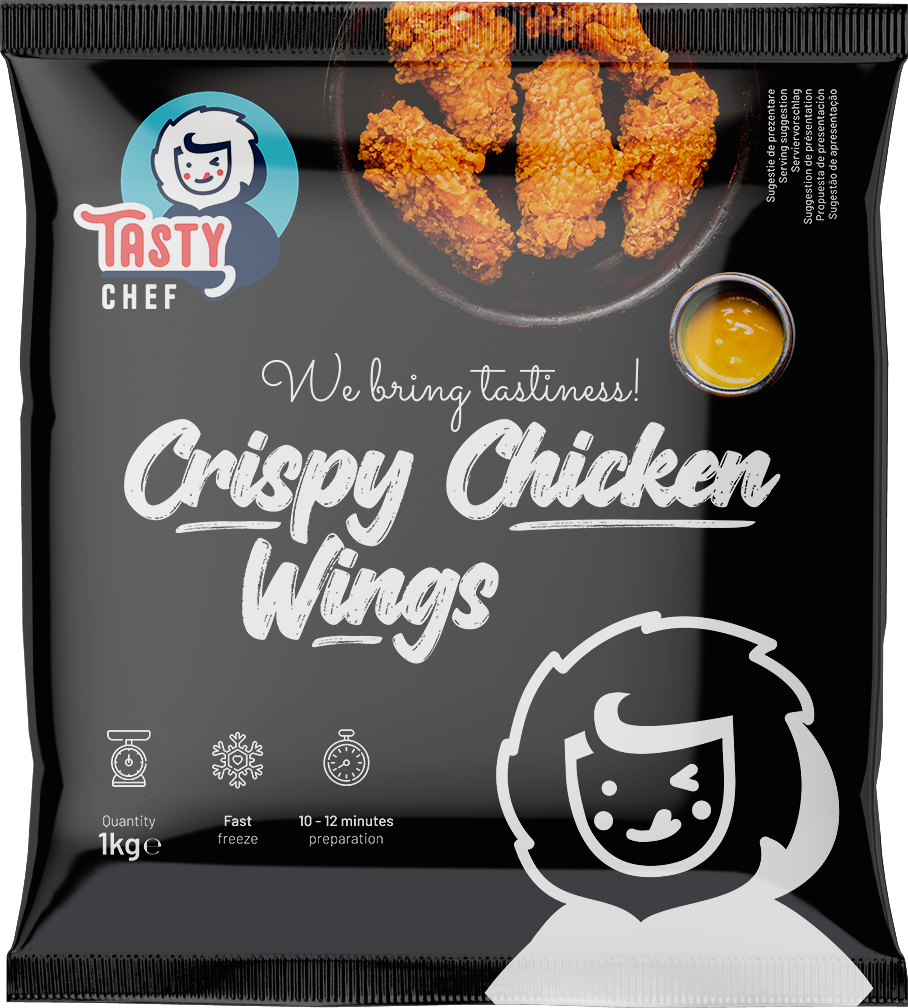 Sugestie de prezentare
Serving suggestion
Serviervorschlag
Suggestion de présentation
Propuesta de presentación
Sugestão de apresentação
TASTY
CHEF
We bring tastiness!
Crispy Chicken
Wings
Quantity
1kg℮
Fast
freeze
10 - 12 minutes
preparation